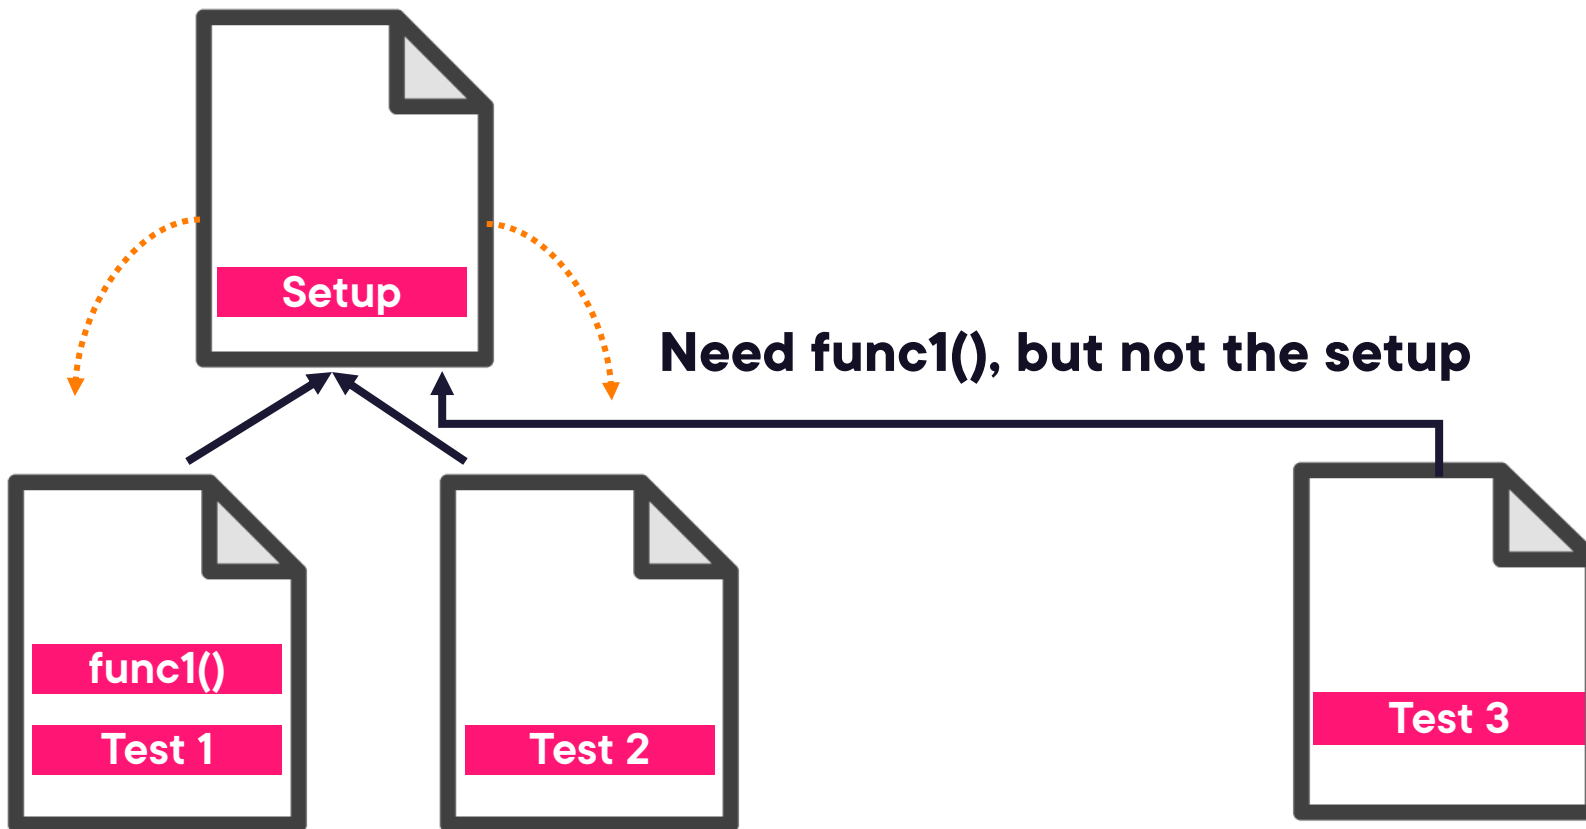 Setup
Need func1(), but not the setup
func1()
Test 1
Test 2
Test 3